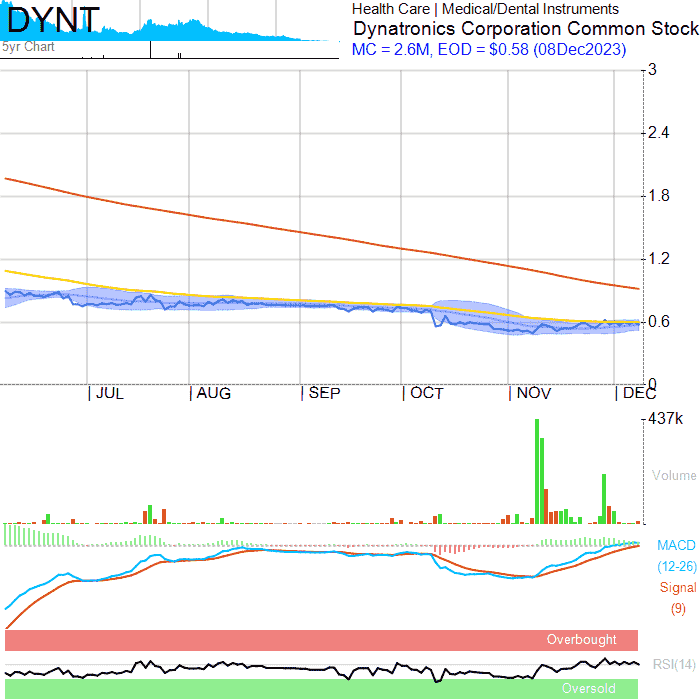 DYNT
5yr Chart
Health Care | Medical/Dental Instruments
Dynatronics Corporation Common Stock
MC = 2.6M, EOD = $0.58 (08Dec2023)
3
2.4
1.8
1.2
0.6
0
JUL AUG SEP OCT NOV DEC
437k
Volume
MACD
(12-26)
Signal
(9)
Overbought
RSI(14)
Oversold